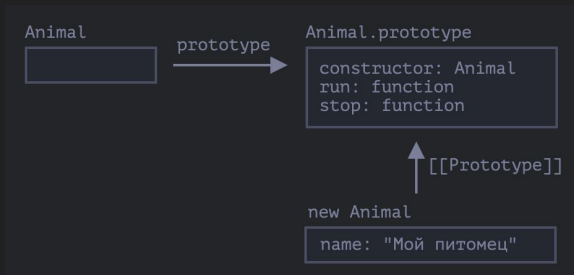 Animal
prototype
Animal.prototype
constructor: Animal
run: function
stop: function
[[Prototype]]
new Animal
name: "Мой питомец"